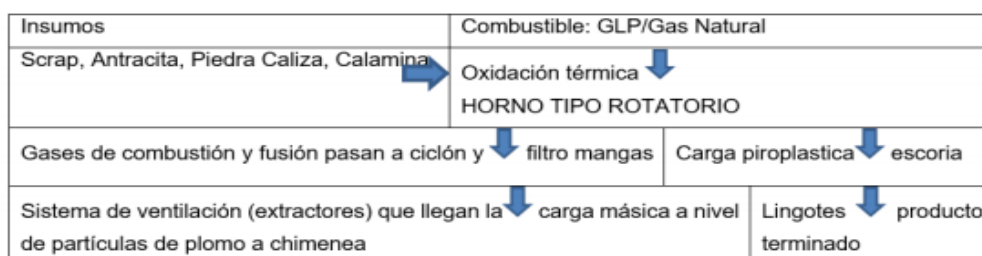 Insumos
Combustible: GLP/Gas Natural
Scrap, Antracita, Piedra Caliza, Calamina
Oxidación térmica
HORNO TIPO ROTATORIO
Gases de combustión y fusión pasan a ciclón y filtro mangas
Carga piroplastica escoria
Sistema de ventilación (extractores) que llegan la carga másica a nivel
de partículas de plomo a chimenea
Lingotes producto
terminado